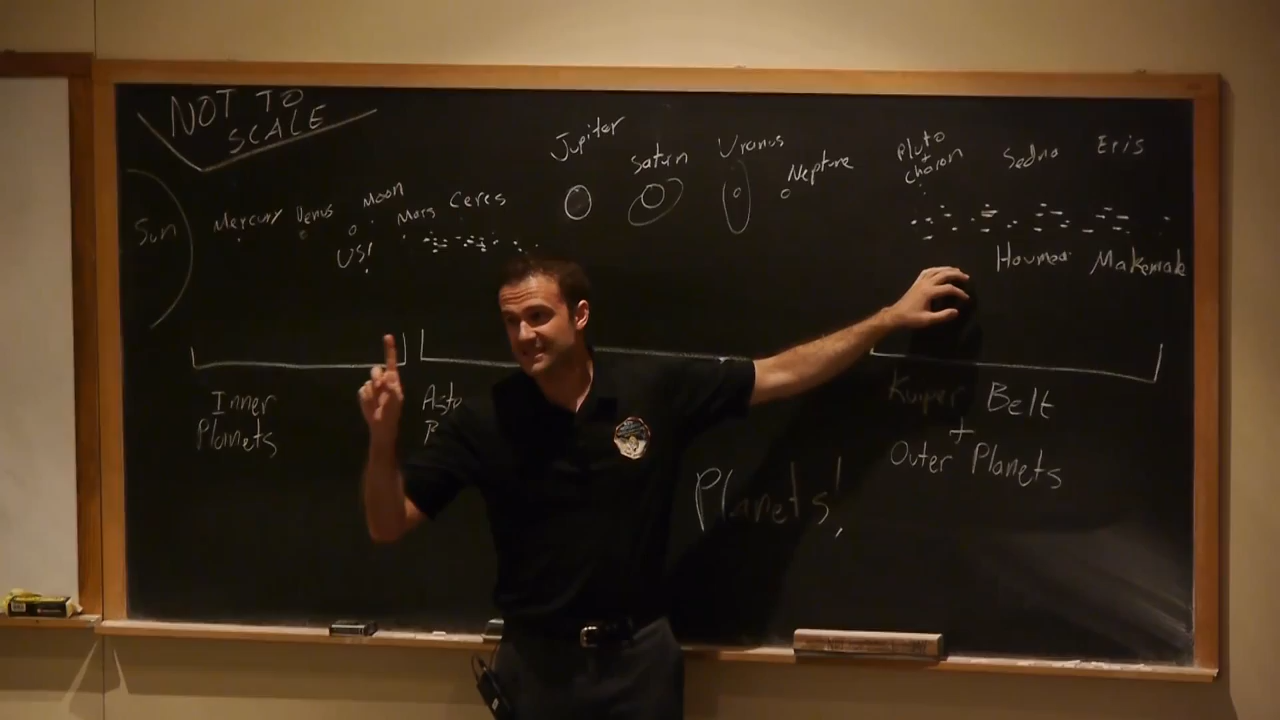 NOT TO
SCALE
Sun
Mercury
Venus
Moon
US!
Mars
Ceres
Jupiter
Saturn
Uranus
Neptune
Pluto
+
Charon
Sedna
Eris
Haumea
Makemake
Inner
Planets
Planets!
Kuiper Belt
+
Outer Planets